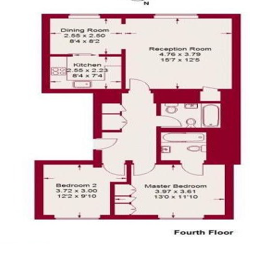 N
Dining Room
2.55 x 2.50
8'4 x 8'2
Reception Room
4.76 x 3.79
15'7 x 12'5
Kitchen
2.55 x 2.23
8'4 x 7'4
Bedroom 2
3.72 x 3.00
12'2 x 9'10
Master Bedroom
3.97 x 3.61
13'0 x 11'10
Fourth Floor